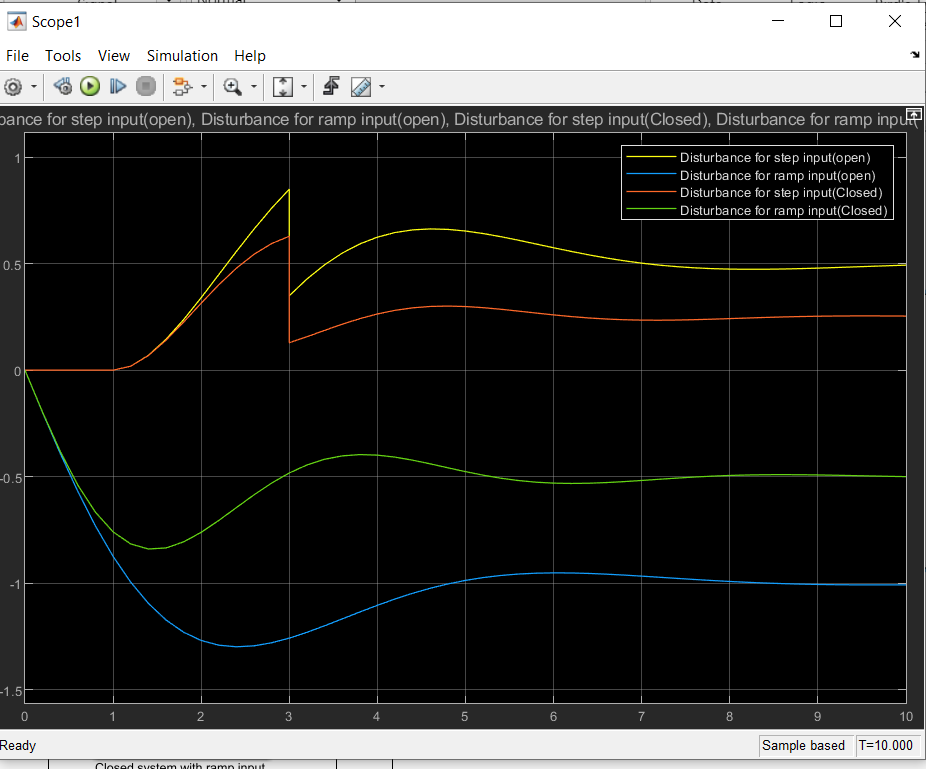 Scope1
File Tools View Simulation Help
bance for step input(open), Disturbance for ramp input(open), Disturbance for step input(Closed), Disturbance for ramp input(
Disturbance for step input(open)
Disturbance for ramp input(open)
Disturbance for step input(Closed)
Disturbance for ramp input(Closed)
1
0.5
0
-0.5
-1
-1.5
0 1 2 3 4 5 6 7 8 9 10
Ready Sample based T=10.000
Closed system with ramp input